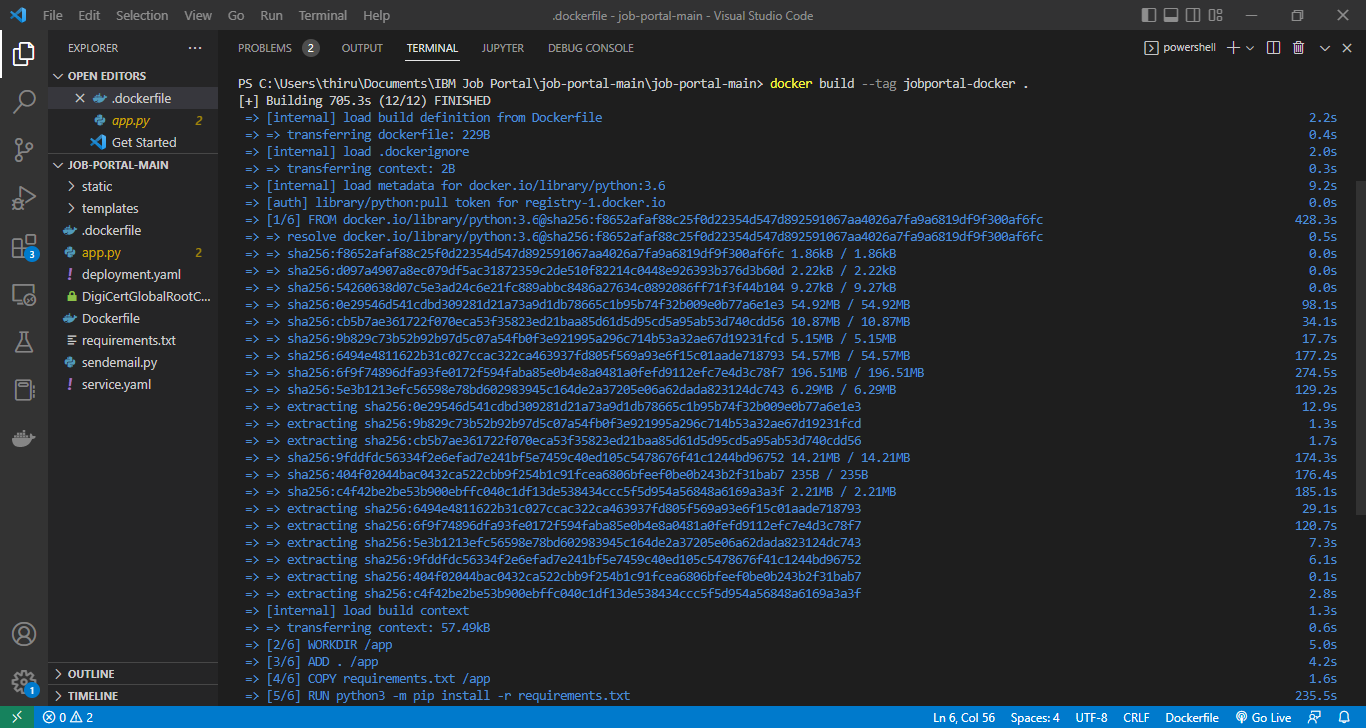 File Edit Selection View Go Run Terminal Help
.dockerfile - job-portal-main - Visual Studio Code
EXPLORER
OPEN EDITORS
.dockerfile
app.py 2
Get Started
JOB-PORTAL-MAIN
static
templates
.dockerfile
app.py 2
deployment.yaml
DigiCertGlobalRootC...
Dockerfile
requirements.txt
sendemail.py
service.yaml
OUTLINE
TIMELINE
3
1
PROBLEMS 2 OUTPUT TERMINAL JUPYTER DEBUG CONSOLE
powershell
PS C:\Users\thiru\Documents\IBM Job Portal\job-portal-main\job-portal-main> docker build --tag jobportal-docker .
[+] Building 705.3s (12/12) FINISHED
=> [internal] load build definition from Dockerfile 2.2s
=> => transferring dockerfile: 229B 0.4s
=> [internal] load .dockerignore 2.0s
=> => transferring context: 2B 0.3s
=> [internal] load metadata for docker.io/library/python:3.6 9.2s
=> [auth] library/python:pull token for registry-1.docker.io 0.0s
=> [1/6] FROM docker.io/library/python:3.6@sha256:f8652afaf88c25f0d22354d547d892591067aa4026a7fa9a6819df9f300af6fc 428.3s
=> => resolve docker.io/library/python:3.6@sha256:f8652afaf88c25f0d22354d547d892591067aa4026a7fa9a6819df9f300af6fc 0.5s
=> => sha256:f8652afaf88c25f0d22354d547d892591067aa4026a7fa9a6819df9f300af6fc 1.86kB / 1.86kB 0.0s
=> => sha256:d097a4907a8ec079df5ac31872359c2de510f82214c0448e926393b376d3b60d 2.22kB / 2.22kB 0.0s
=> => sha256:54260638d07c5e3ad24c6e21fc889abbc8486a27634c0892086ff71f3f44b104 9.27kB / 9.27kB 0.0s
=> => sha256:0e29546d541cdbd309281d21a73a9d1db78665c1b95b74f32b009e0b77a6e1e3 54.92MB / 54.92MB 98.1s
=> => sha256:cb5b7ae361722f070eca53f35823ed21baa85d61d5d95cd5a95ab53d740cdd56 10.87MB / 10.87MB 34.1s
=> => sha256:9b829c73b52b92b97d5c07a54fb0f3e921995a296c714b53a32ae67d19231fcd 5.15MB / 5.15MB 17.7s
=> => sha256:6494e4811622b31c027ccac322ca463937fd805f569a93e6f15c01aade718793 54.57MB / 54.57MB 177.2s
=> => sha256:6f9f74896dfa93fe0172f594faba85e0b4e8a0481a0fefd9112efc7e4d3c78f7 196.51MB / 196.51MB 274.5s
=> => sha256:5e3b1213efc56598e78bd602983945c164de2a37205e06a62dada823124dc743 6.29MB / 6.29MB 129.2s
=> => extracting sha256:0e29546d541cdbd309281d21a73a9d1db78665c1b95b74f32b009e0b77a6e1e3 12.9s
=> => extracting sha256:9b829c73b52b92b97d5c07a54fb0f3e921995a296c714b53a32ae67d19231fcd 1.3s
=> => extracting sha256:cb5b7ae361722f070eca53f35823ed21baa85d61d5d95cd5a95ab53d740cdd56 1.7s
=> => sha256:9fddfdc56334f2e6efad7e241bf5e7459c40ed105c5478676f41c1244bd96752 14.21MB / 14.21MB 174.3s
=> => sha256:404f02044bac0432ca522cbb9f254b1c91fcea6806bfeef0be0b243b2f31bab7 235B / 235B 176.4s
=> => sha256:c4f42be2be53b900ebffc040c1df13de538434ccc5f5d954a56848a6169a3a3f 2.21MB / 2.21MB 185.1s
=> => extracting sha256:6494e4811622b31c027ccac322ca463937fd805f569a93e6f15c01aade718793 29.1s
=> => extracting sha256:6f9f74896dfa93fe0172f594faba85e0b4e8a0481a0fefd9112efc7e4d3c78f7 120.7s
=> => extracting sha256:5e3b1213efc56598e78bd602983945c164de2a37205e06a62dada823124dc743 7.3s
=> => extracting sha256:9fddfdc56334f2e6efad7e241bf5e7459c40ed105c5478676f41c1244bd96752 6.1s
=> => extracting sha256:404f02044bac0432ca522cbb9f254b1c91fcea6806bfeef0be0b243b2f31bab7 0.1s
=> => extracting sha256:c4f42be2be53b900ebffc040c1df13de538434ccc5f5d954a56848a6169a3a3f 2.8s
=> [internal] load build context 1.3s
=> => transferring context: 57.49kB 0.6s
=> [2/6] WORKDIR /app 5.0s
=> [3/6] ADD . /app 4.2s
=> [4/6] COPY requirements.txt /app 1.6s
=> [5/6] RUN python3 -m pip install -r requirements.txt 235.5s
0 2 Ln 6, Col 56 Spaces: 4 UTF-8 CRLF Dockerfile Go Live